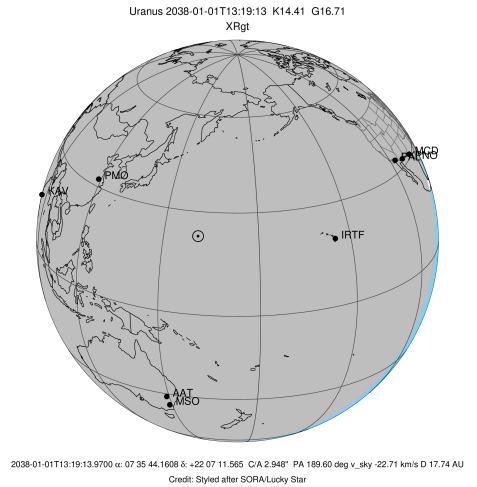 Uranus 2038-01-01T13:19:13 K14.41 G16.71
XRgt
MCD
PMO
KAV
IRTF
AAT
MSO
2038-01-01T13:19:13.9700 α: 07 35 44.1608 δ: +22 07 11.565 C/A 2.948" PA 189.60 deg v_sky -22.71 km/s D 17.74 AU
Credit: Styled after SORA/Lucky Star